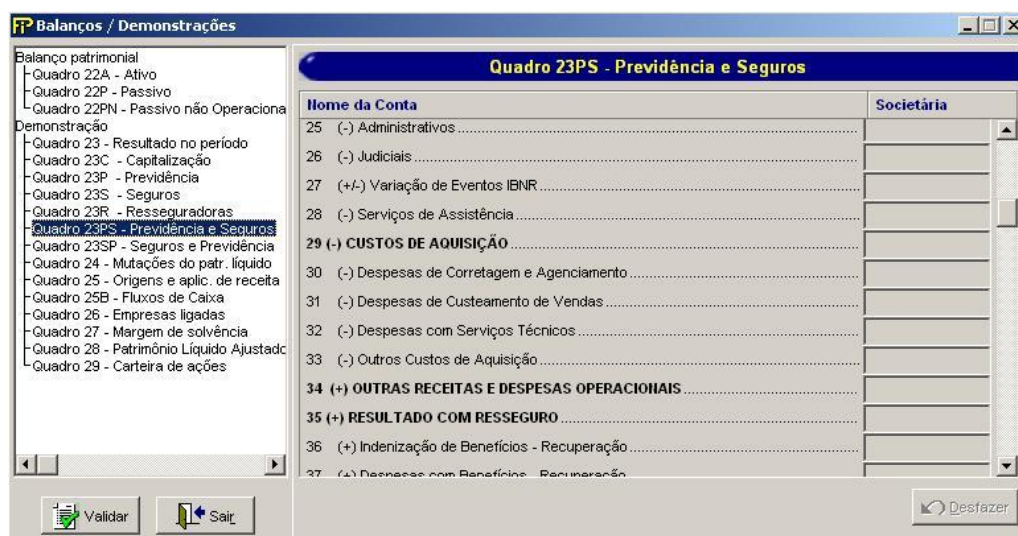 FiP Balanços / Demonstrações
Balanço patrimonial
Quadro 22A - Ativo
Quadro 22P - Passivo
Quadro 22PN - Passivo não Operaciona
Demonstração
Quadro 23 - Resultado no período
Quadro 23C - Capitalização
Quadro 23P - Previdência
Quadro 23S - Seguros
Quadro 23R - Resseguradoras
Quadro 23PS - Previdência e Seguros
Quadro 23SP - Seguros e Previdência
Quadro 24 - Mutações do patr. líquido
Quadro 25 - Origens e aplic. de receita
Quadro 25B - Fluxos de Caixa
Quadro 26 - Empresas ligadas
Quadro 27 - Margem de solvência
Quadro 28 - Patrimônio Líquido Ajustado
Quadro 29 - Carteira de ações
Validar
Sair
Quadro 23PS - Previdência e Seguros
Nome da Conta Societária
25 (-) Administrativos
26 (-) Judiciais
27 (+/-) Variação de Eventos IBNR
28 (-) Serviços de Assistência
29 (-) CUSTOS DE AQUISIÇÃO
30 (-) Despesas de Corretagem e Agenciamento
31 (-) Despesas de Custeamento de Vendas
32 (-) Despesas com Serviços Técnicos
33 (-) Outros Custos de Aquisição
34 (+) OUTRAS RECEITAS E DESPESAS OPERACIONAIS
35 (+) RESULTADO COM RESSEGURO
36 (+) Indenização de Benefícios - Recuperação
37 (+) Despesas com Benefícios - Recuperação
Desfazer